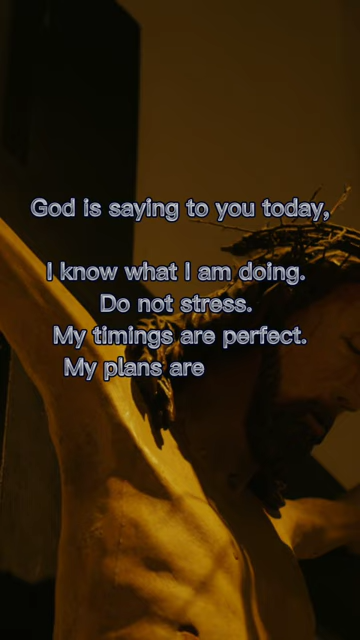 God is saying to you today,
I know what I am doing.
Do not stress.
My timings are perfect.
My plans are